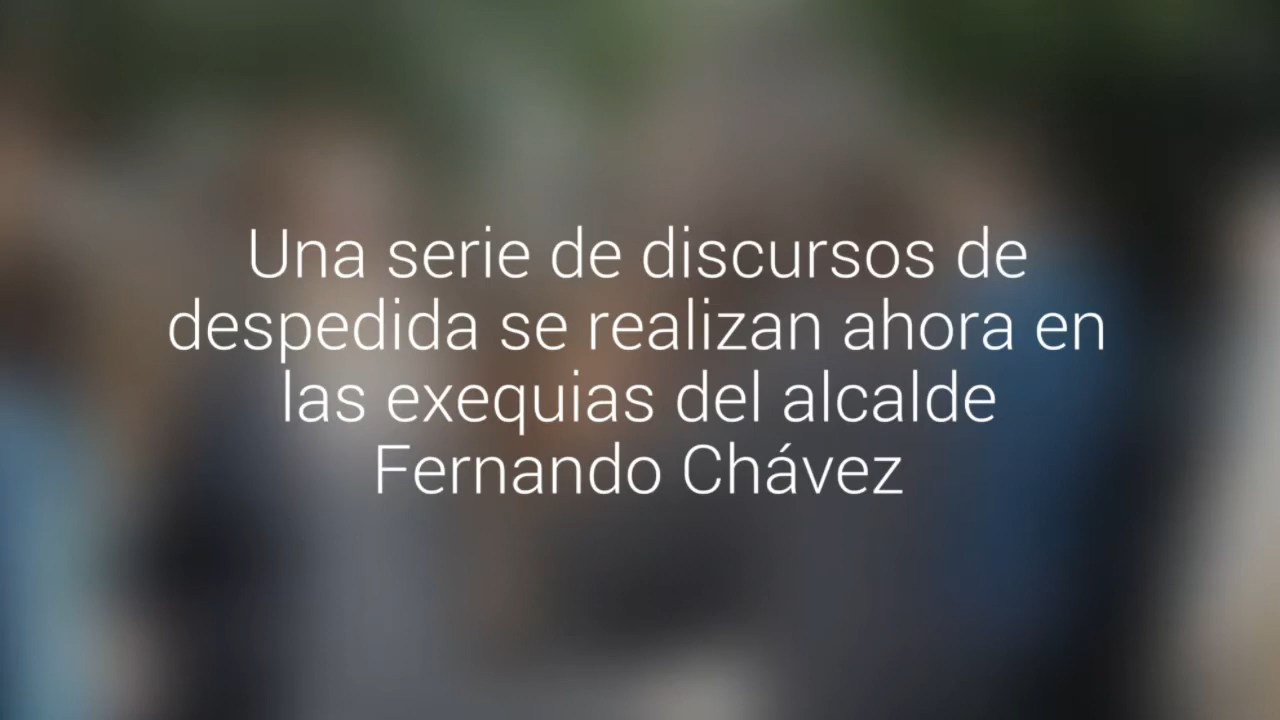 Una serie de discursos de
despedida se realizan ahora en
las exequias del alcalde
Fernando Chávez